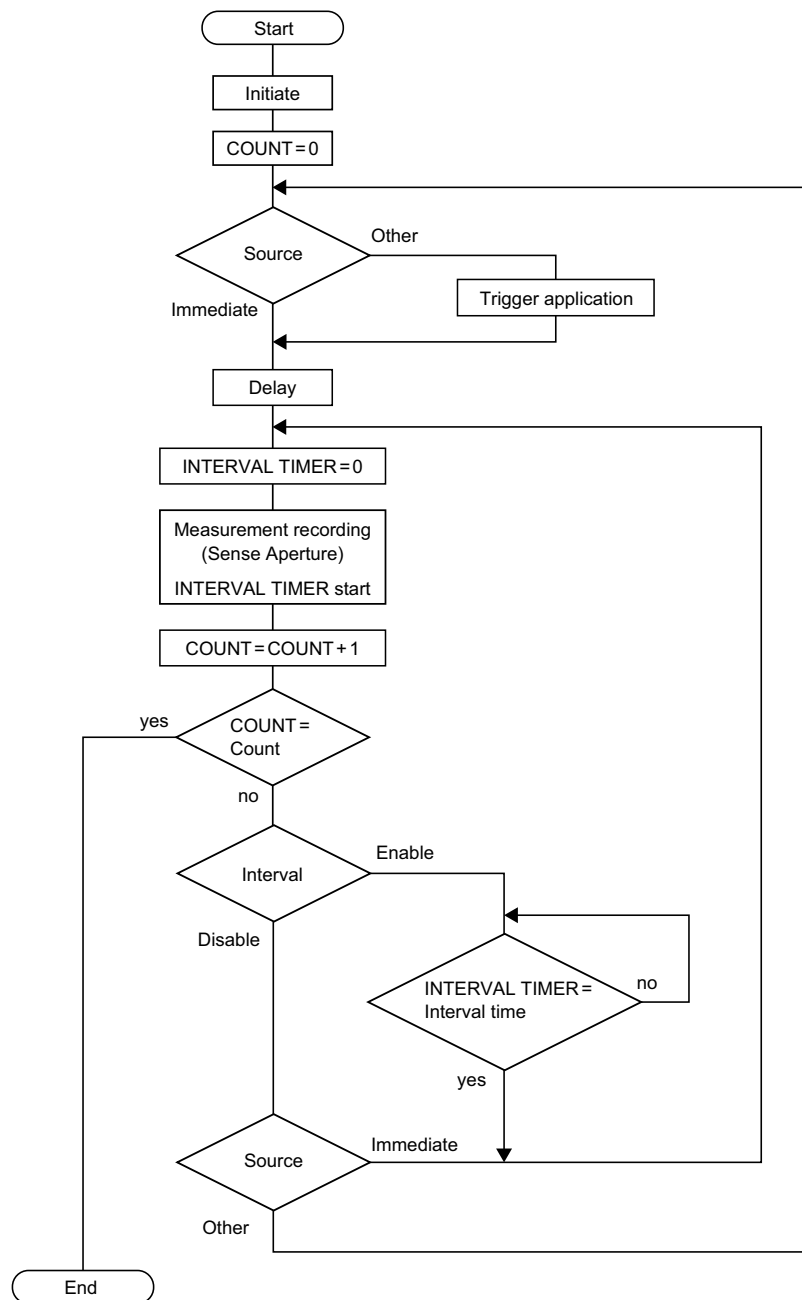 Start
Initiate
COUNT=0
Source
Other
Trigger application
Immediate
Delay
INTERVAL TIMER=0
Measurement recording
(Sense Aperture)
INTERVAL TIMER start
COUNT=COUNT+1
yes
COUNT=
Count
no
Interval
Enable
Disable
INTERVAL TIMER=
Interval time
no
yes
Source
Immediate
Other
End